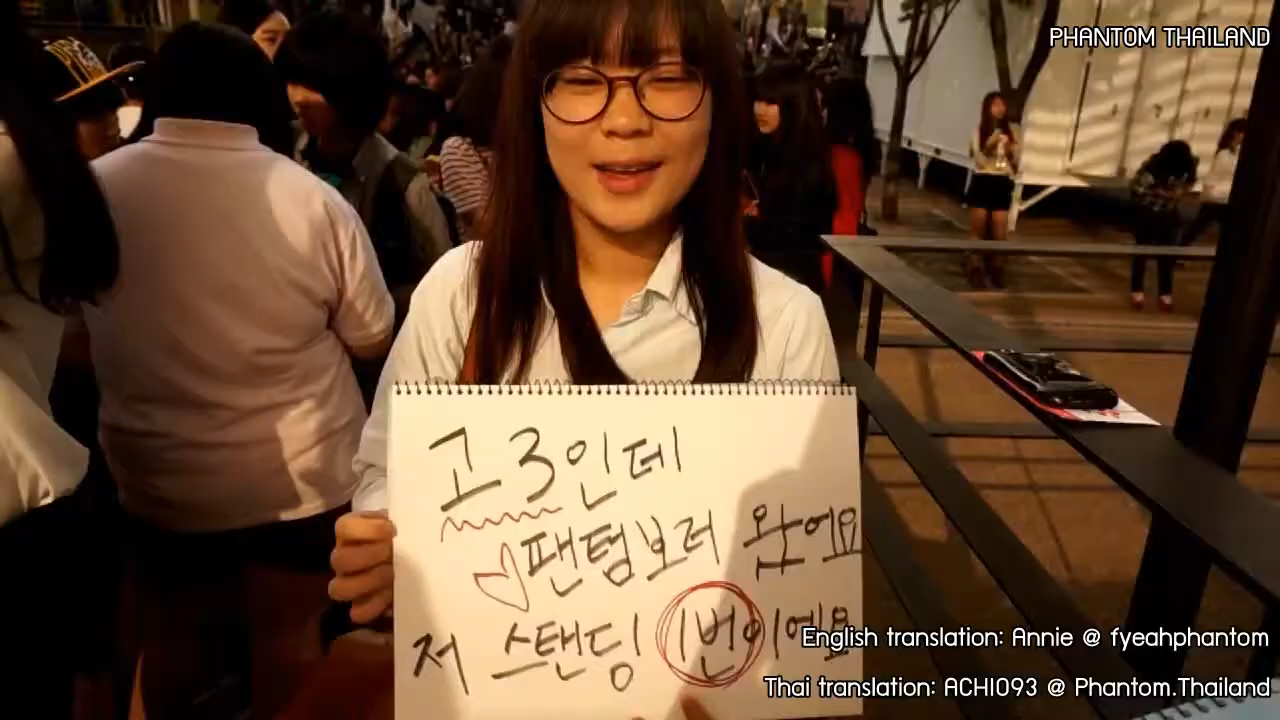 PHANTOM THAILAND
고3인데
팬텀보러 왔어요
저 스탠딩 1번이에요
English translation: Annie @ fyeahphantom
Thai translation: ACHI093 @ Phantom.Thailand